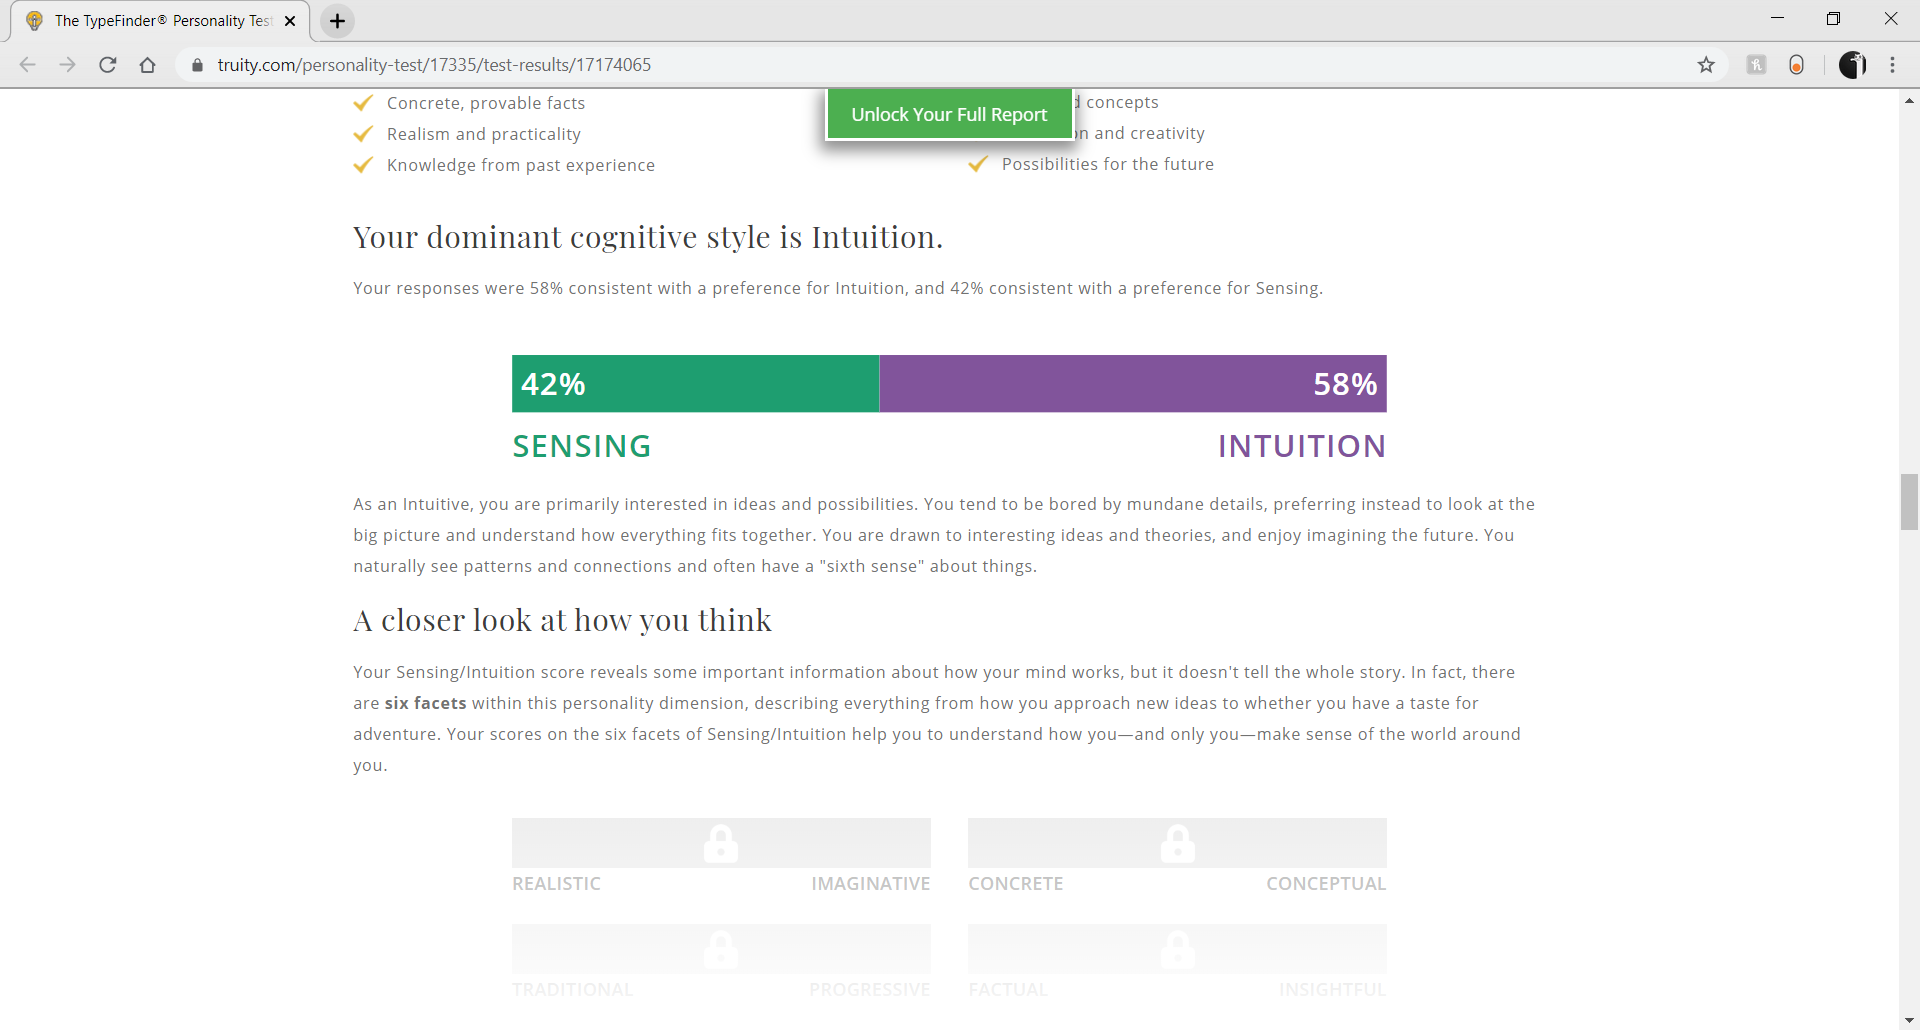 The TypeFinder® Personality Test
truity.com/personality-test/17335/test-results/17174065
Concrete, provable facts
Realism and practicality
Knowledge from past experience
Unlock Your Full Report
concepts
and creativity
Possibilities for the future
Your dominant cognitive style is Intuition.
Your responses were 58% consistent with a preference for Intuition, and 42% consistent with a preference for Sensing.
42% 58%
SENSING INTUITION
As an Intuitive, you are primarily interested in ideas and possibilities. You tend to be bored by mundane details, preferring instead to look at the
big picture and understand how everything fits together. You are drawn to interesting ideas and theories, and enjoy imagining the future. You
naturally see patterns and connections and often have a "sixth sense" about things.
A closer look at how you think
Your Sensing/Intuition score reveals some important information about how your mind works, but it doesn't tell the whole story. In fact, there
are six facets within this personality dimension, describing everything from how you approach new ideas to whether you have a taste for
adventure. Your scores on the six facets of Sensing/Intuition help you to understand how you—and only you—make sense of the world around
you.
REALISTIC IMAGINATIVE CONCRETE CONCEPTUAL
TRADITIONAL PROGRESSIVE FACTUAL INSIGHTFUL